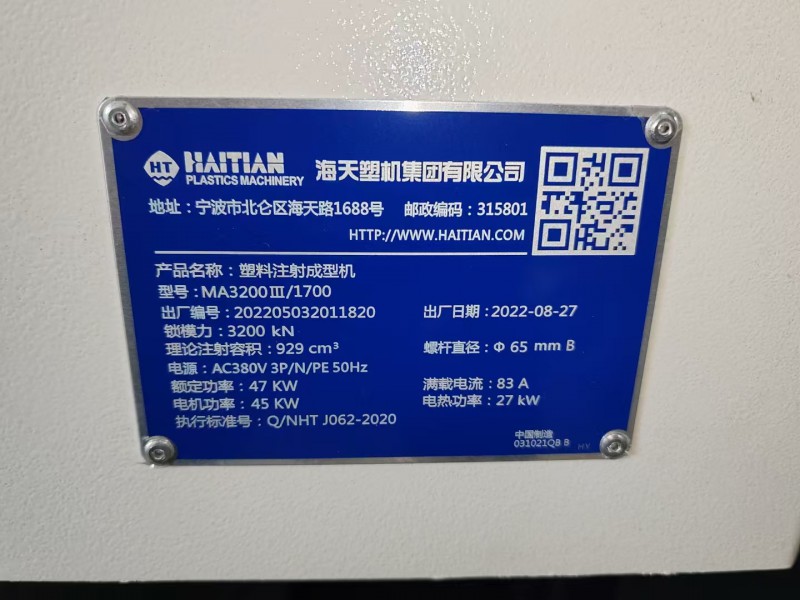 HT HAITIAN
PLASTICS MACHINERY
海天塑机集团有限公司
地址：宁波市北仑区海天路1688号 邮政编码：315801
HTTP://WWW.HAITIAN.COM
产品名称：塑料注射成型机
型号：MA3200Ⅲ/1700
出厂编号：202205032011820 出厂日期：2022-08-27
锁模力：3200 kN
理论注射容积：929 cm³ 螺杆直径：Φ 65 mm B
电源：AC380V 3P/N/PE 50Hz
额定功率：47 KW 满载电流：83 A
电机功率：45 KW 电热功率：27 kW
执行标准号：Q/NHT J062-2020
中国制造
031021QB B